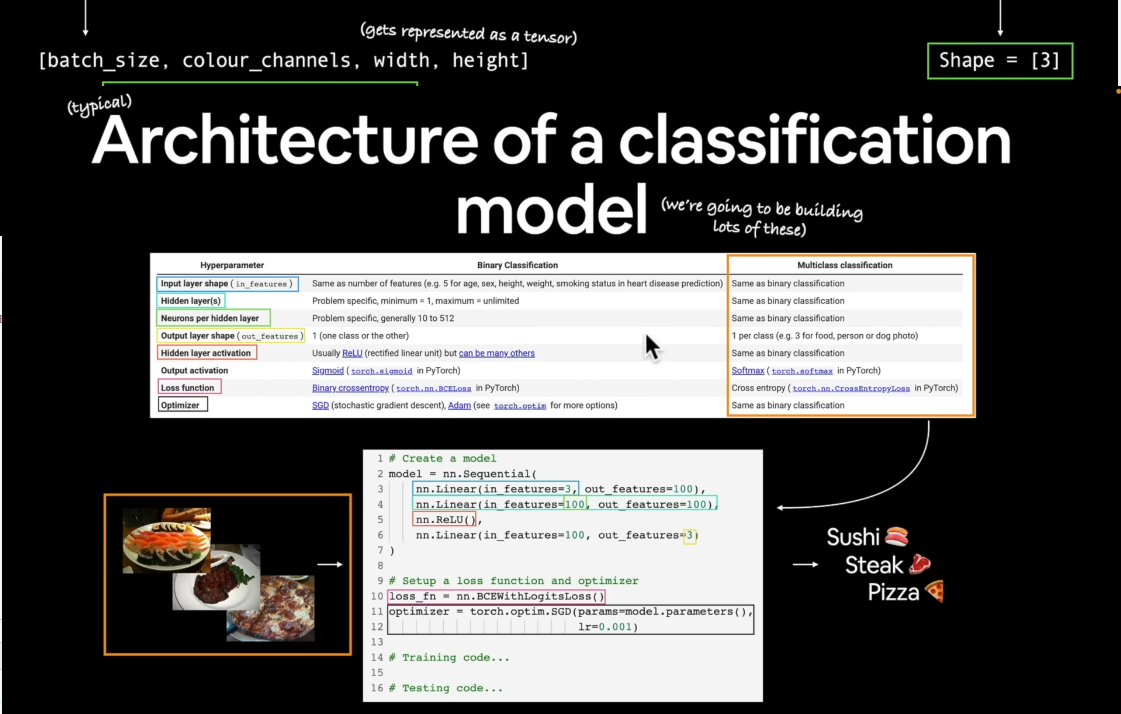 (gets represented as a tensor)
[batch_size, colour_channels, width, height]
Shape = [3]
(typical)
Architecture of a classification
model
(we're going to be building
lots of these)
Hyperparameter Binary Classification Multiclass classification
Input layer shape (in_features) Same as number of features (e.g. 5 for age, sex, height, weight, smoking status in heart disease prediction) Same as binary classification
Hidden layer(s) Problem specific, minimum = 1, maximum = unlimited Same as binary classification
Neurons per hidden layer Problem specific, generally 10 to 512 Same as binary classification
Output layer shape (out_features) 1 (one class or the other) 1 per class (e.g. 3 for food, person or dog photo)
Hidden layer activation Usually ReLU (rectified linear unit) but can be many others Same as binary classification
Output activation Sigmoid (torch.sigmoid in PyTorch) Softmax (torch.softmax in PyTorch)
Loss function Binary crossentropy (torch.nn.BCELoss in PyTorch) Cross entropy (torch.nn.CrossEntropyLoss in PyTorch)
Optimizer SGD (stochastic gradient descent), Adam (see torch.optim for more options) Same as binary classification
1 # Create a model
2 model = nn.Sequential(
3 nn.Linear(in_features=3, out_features=100),
4 nn.Linear(in_features=100, out_features=100),
5 nn.ReLU(),
6 nn.Linear(in_features=100, out_features=3)
7 )
8
9 # Setup a loss function and optimizer
10 loss_fn = nn.BCEWithLogitsLoss()
11 optimizer = torch.optim.SGD(params=model.parameters(),
12 lr=0.001)
13
14 # Training code...
15
16 # Testing code...
Sushi 🍣
Steak 🥩
Pizza 🍕